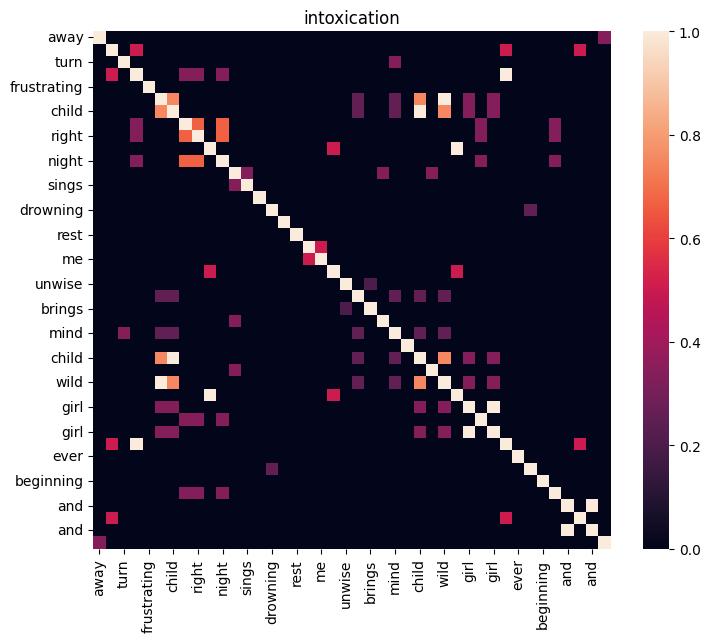 intoxication
away
turn
frustrating
child
right
night
sings
drowning
rest
me
unwise
brings
mind
child
wild
girl
girl
ever
beginning
and
and
1.0
0.8
0.6
0.4
0.2
0.0
away
turn
frustrating
child
right
night
sings
drowning
rest
me
unwise
brings
mind
child
wild
girl
girl
ever
beginning
and
and